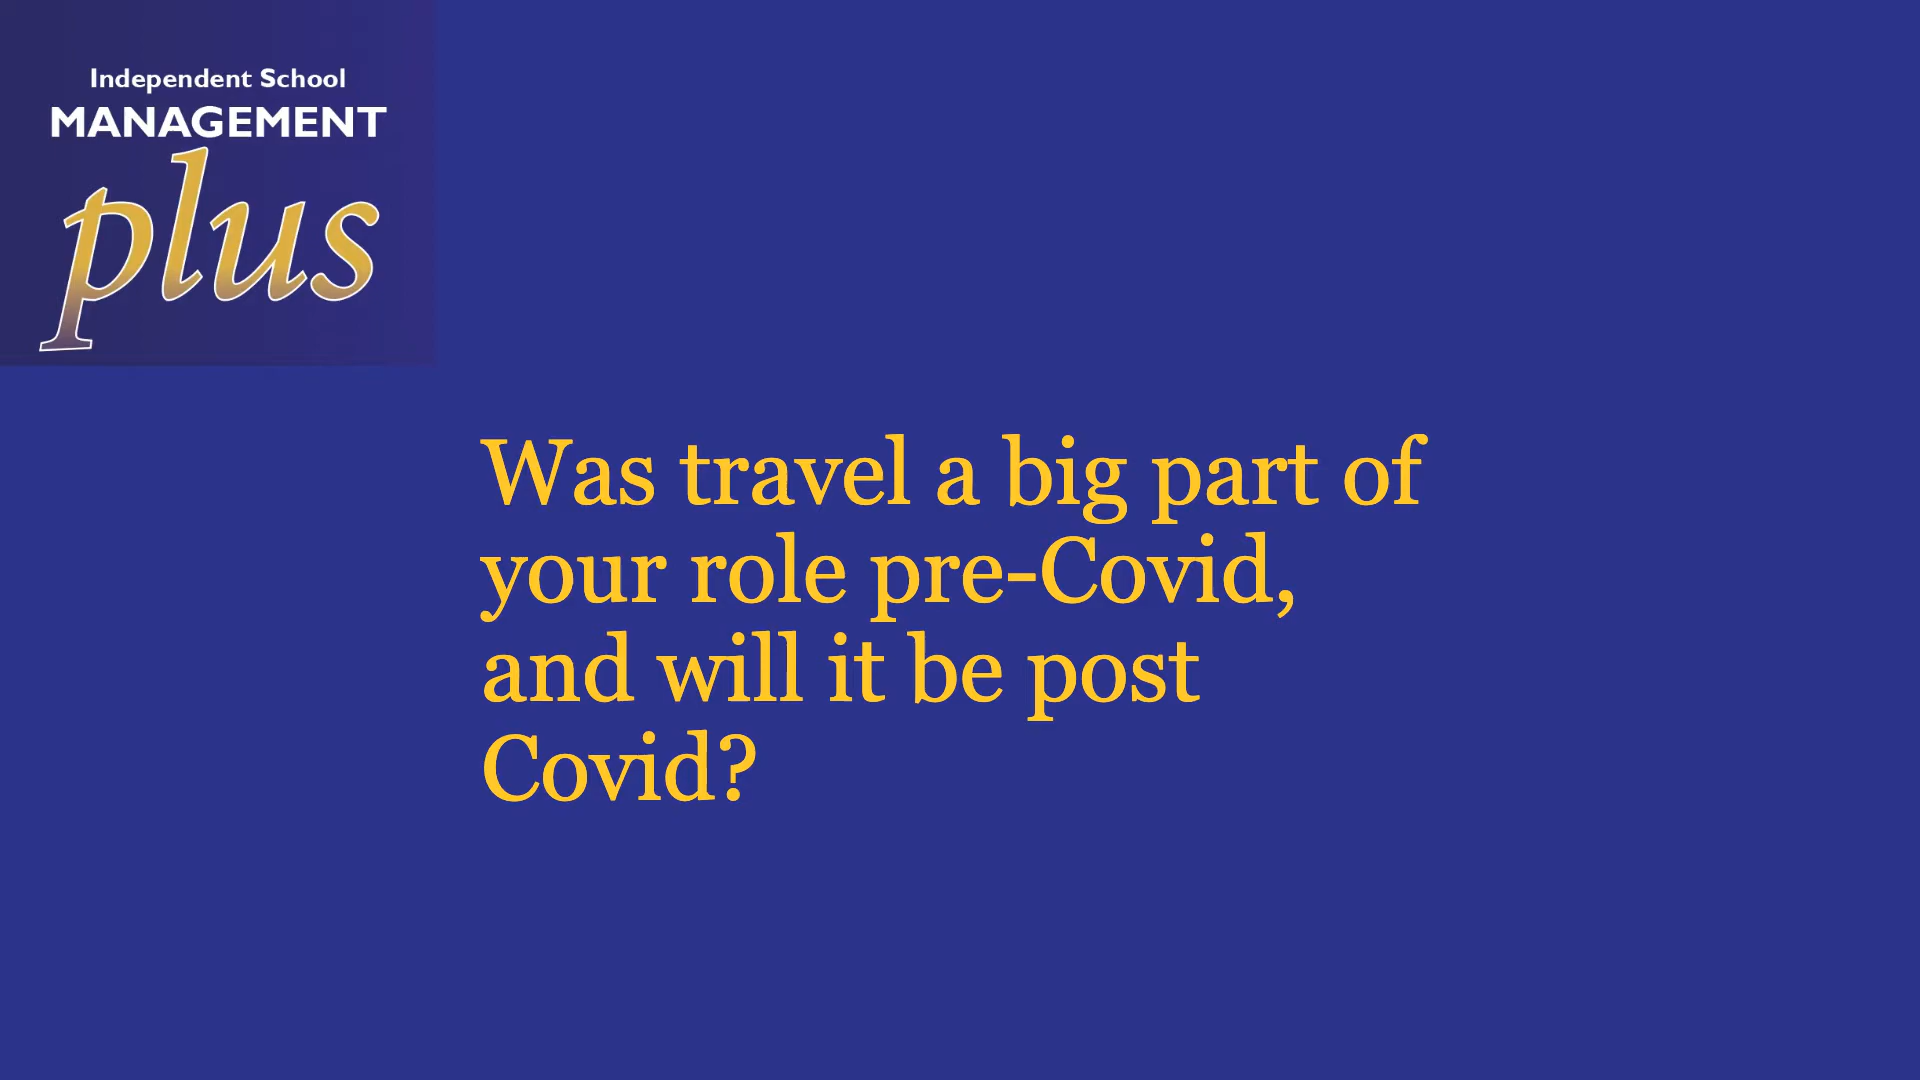 Independent School
MANAGEMENT
plus
Was travel a big part of
your role pre-Covid,
and will it be post
Covid?